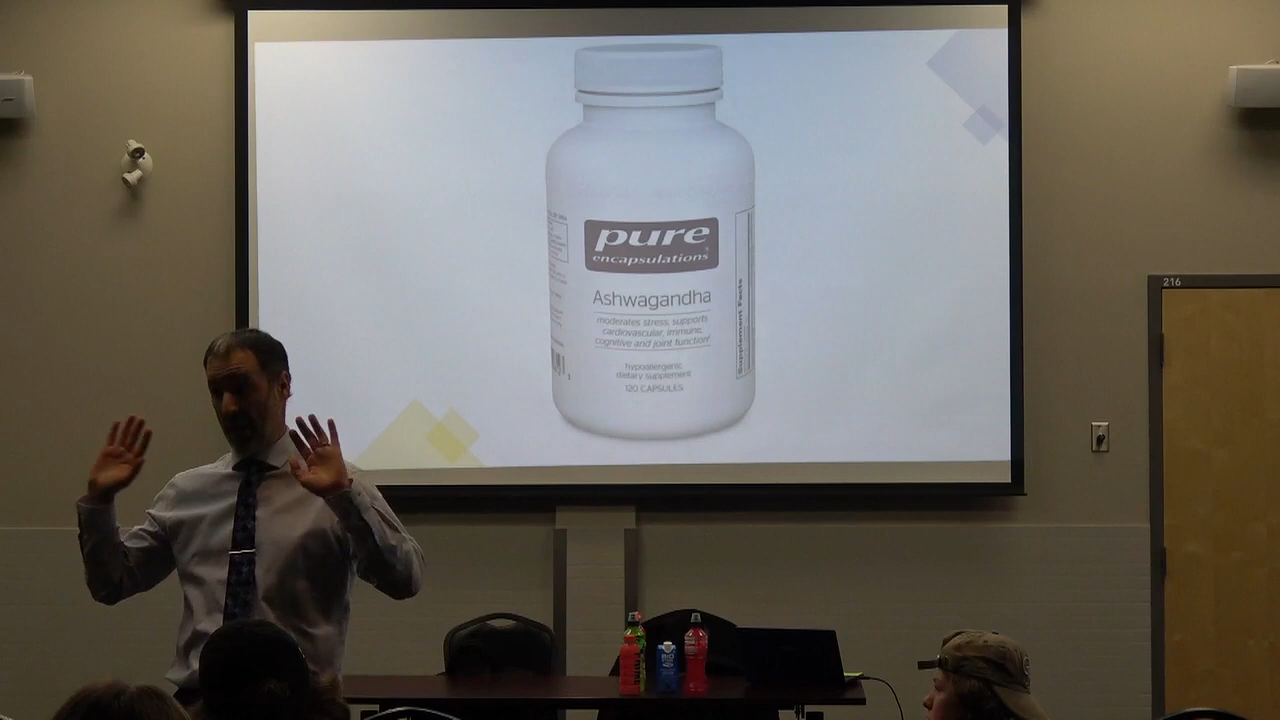 pure
encapsulations
Ashwagandha
moderates stress, supports
cardiovascular, immune,
cognitive and joint function
hypoallergenic
dietary supplement
120 CAPSULES
Supplement Facts
216
BIO